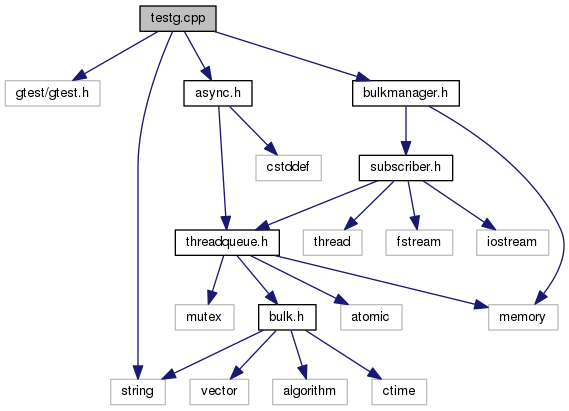 testg.cpp
gtest/gtest.h
async.h
bulkmanager.h
cstddef
subscriber.h
threadqueue.h
thread
fstream
iostream
mutex
bulk.h
atomic
memory
string
vector
algorithm
ctime